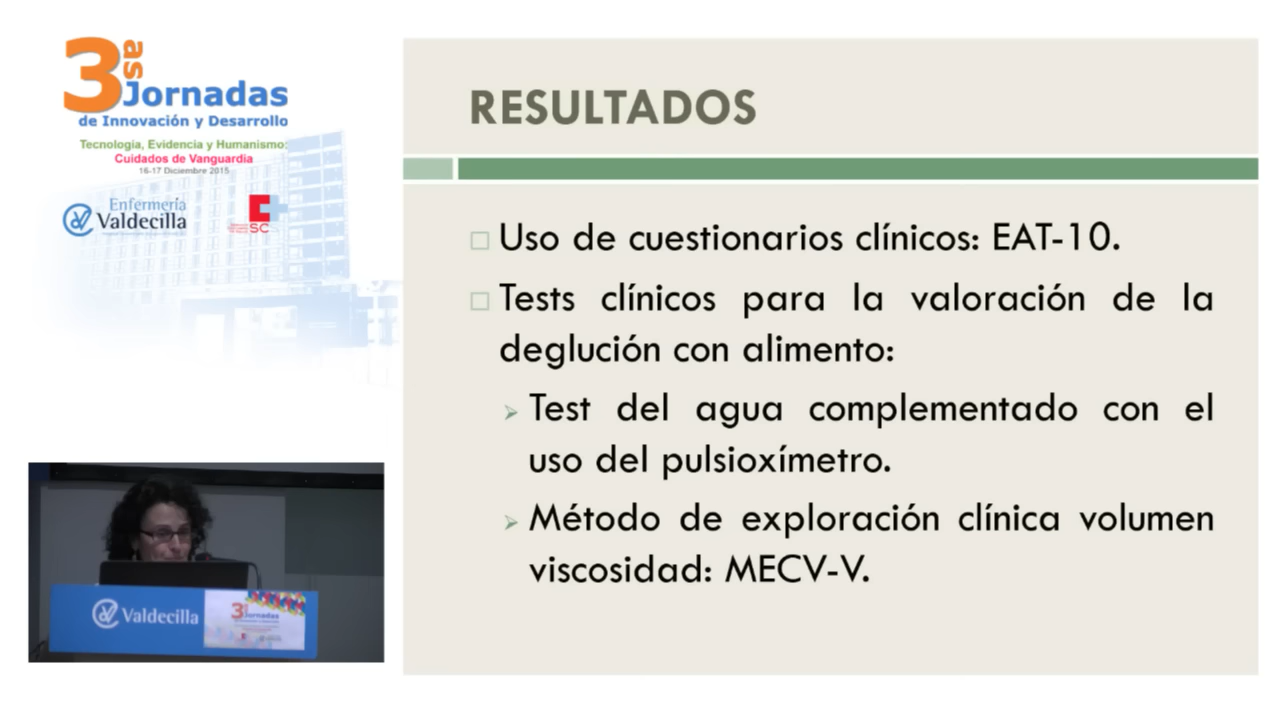 3as Jornadas
de Innovación y Desarrollo
Tecnología, Evidencia y Humanismo:
Cuidados de Vanguardia
16-17 Diciembre 2015
Enfermería
Valdecilla
SC
RESULTADOS
Uso de cuestionarios clínicos: EAT-10.
Tests clínicos para la valoración de la
deglución con alimento:
Test del agua complementado con el
uso del pulsioxímetro.
Método de exploración clínica volumen
viscosidad: MECV-V.
Valdecilla
3as Jornadas